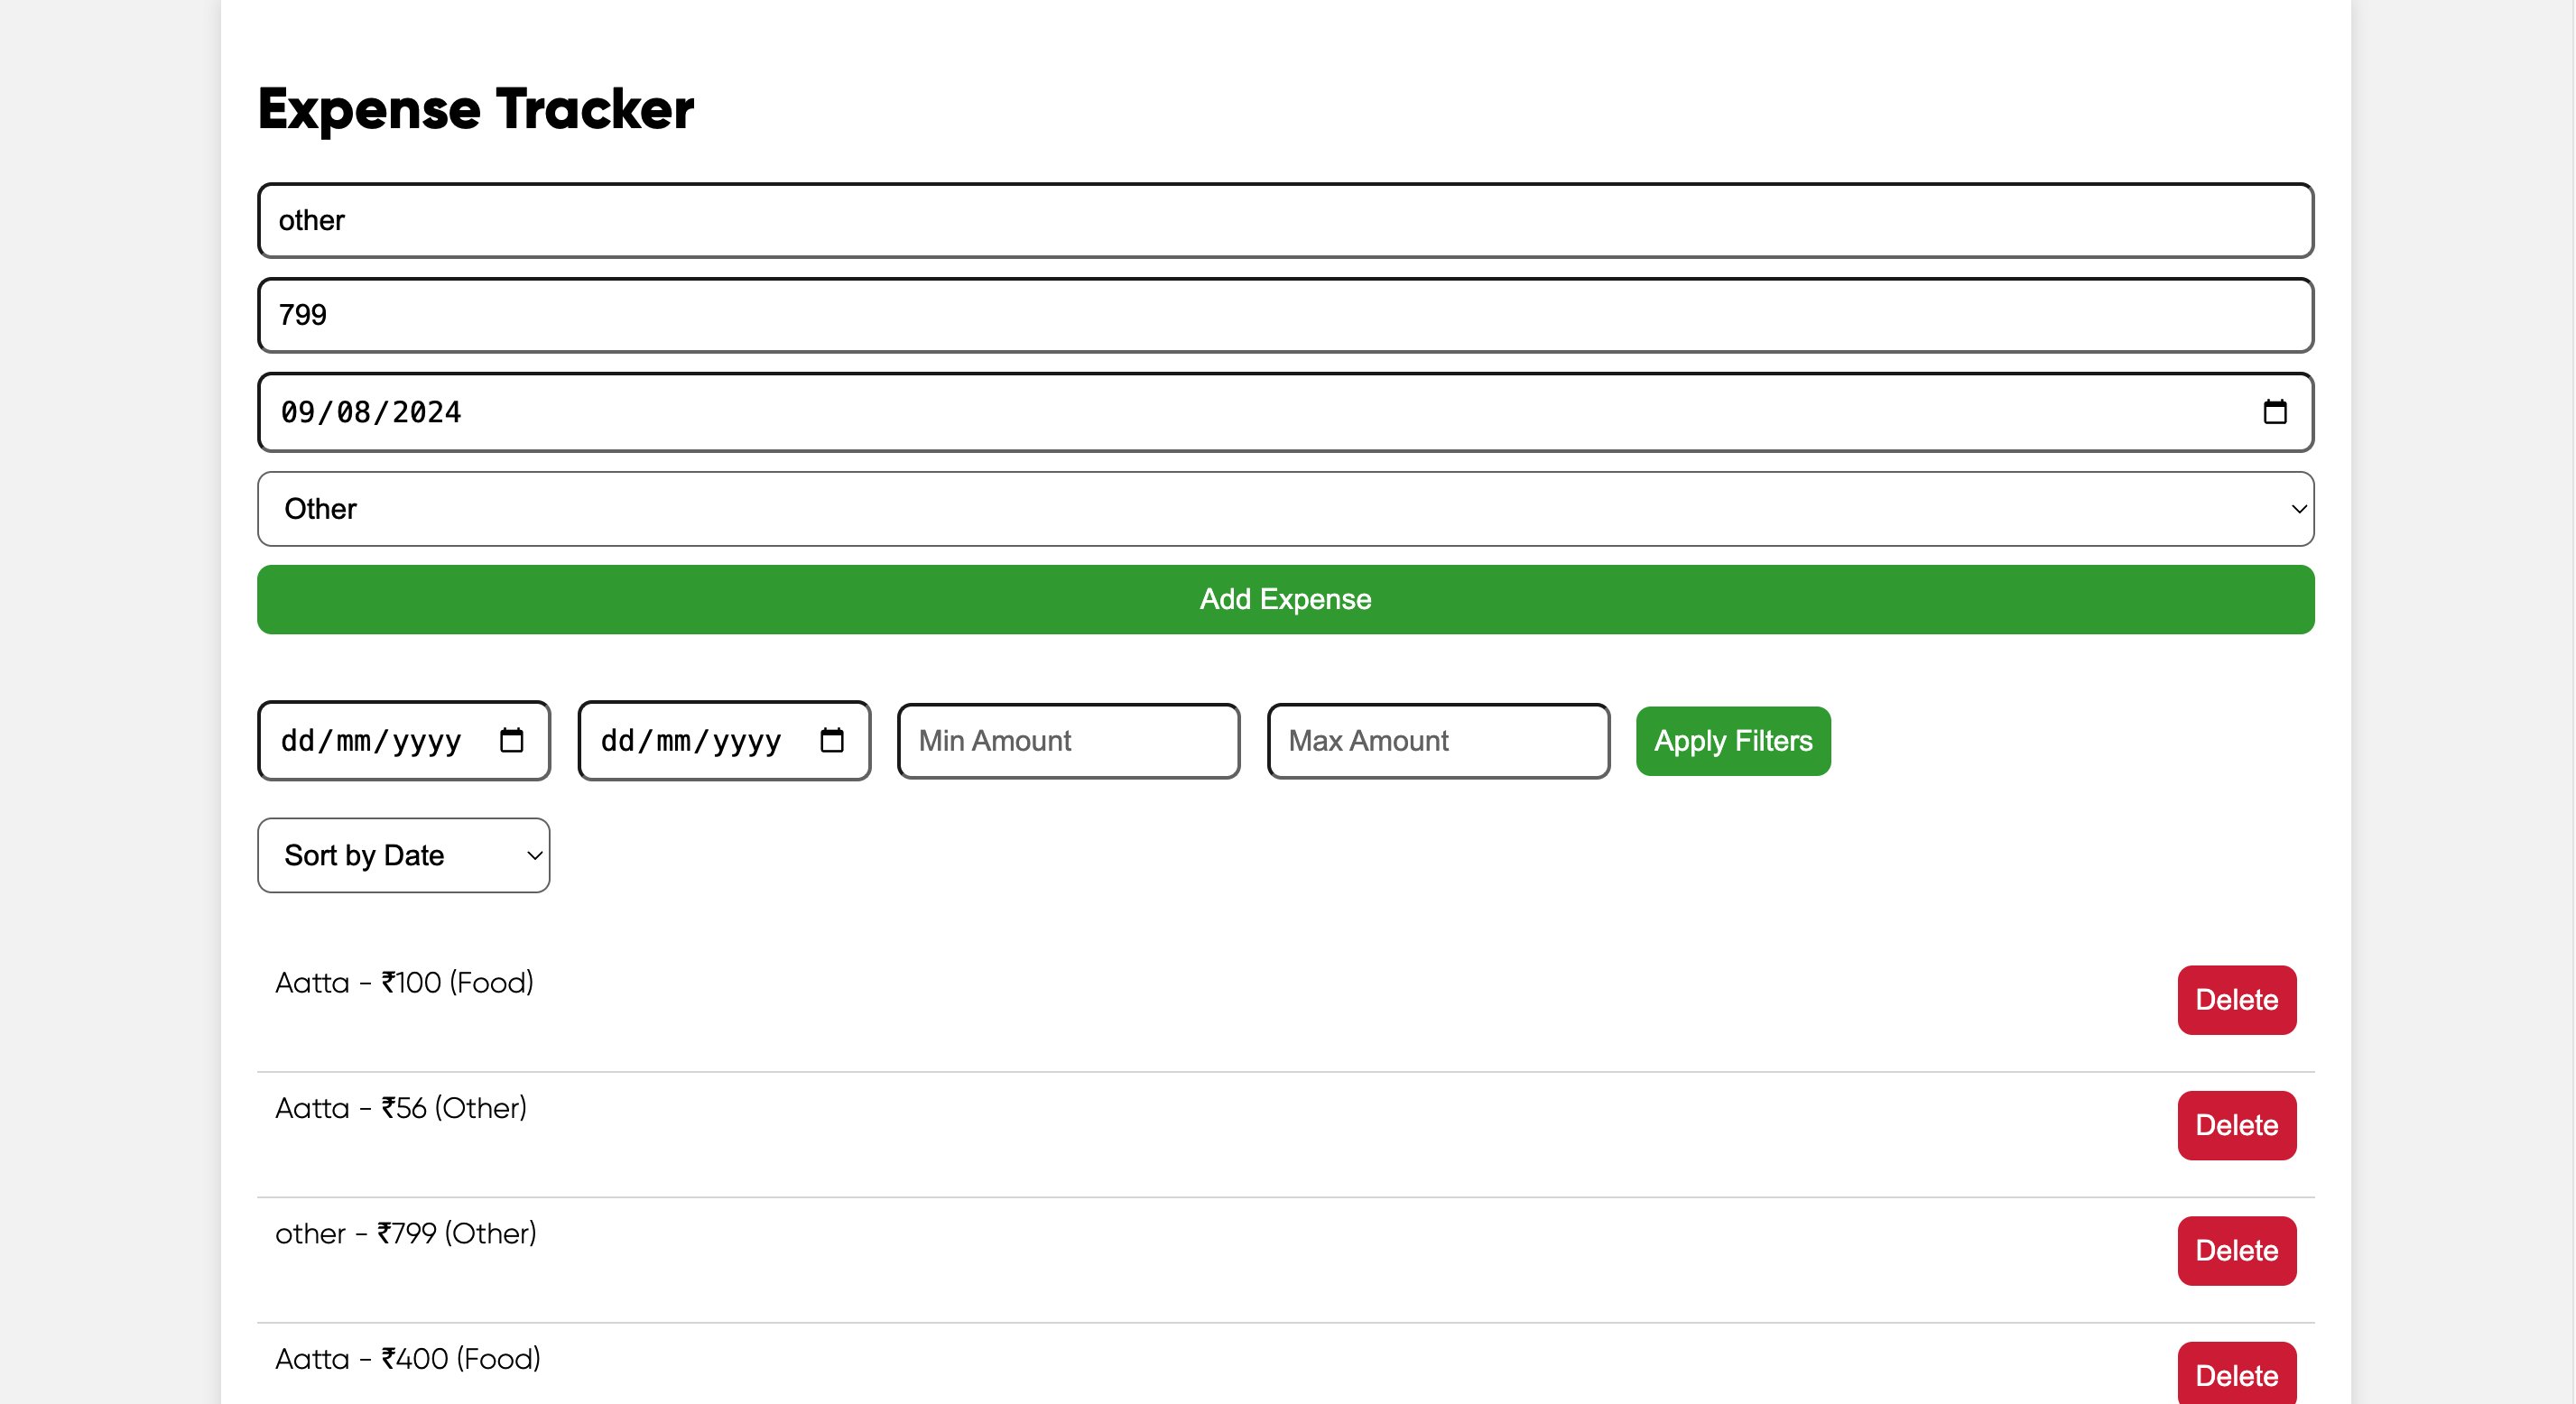 Expense Tracker
other
799
09/08/2024
Other
Add Expense
dd/mm/yyyy dd/mm/yyyy Min Amount Max Amount Apply Filters
Sort by Date
Aatta - ₹100 (Food) Delete
Aatta - ₹56 (Other) Delete
other - ₹799 (Other) Delete
Aatta - ₹400 (Food) Delete